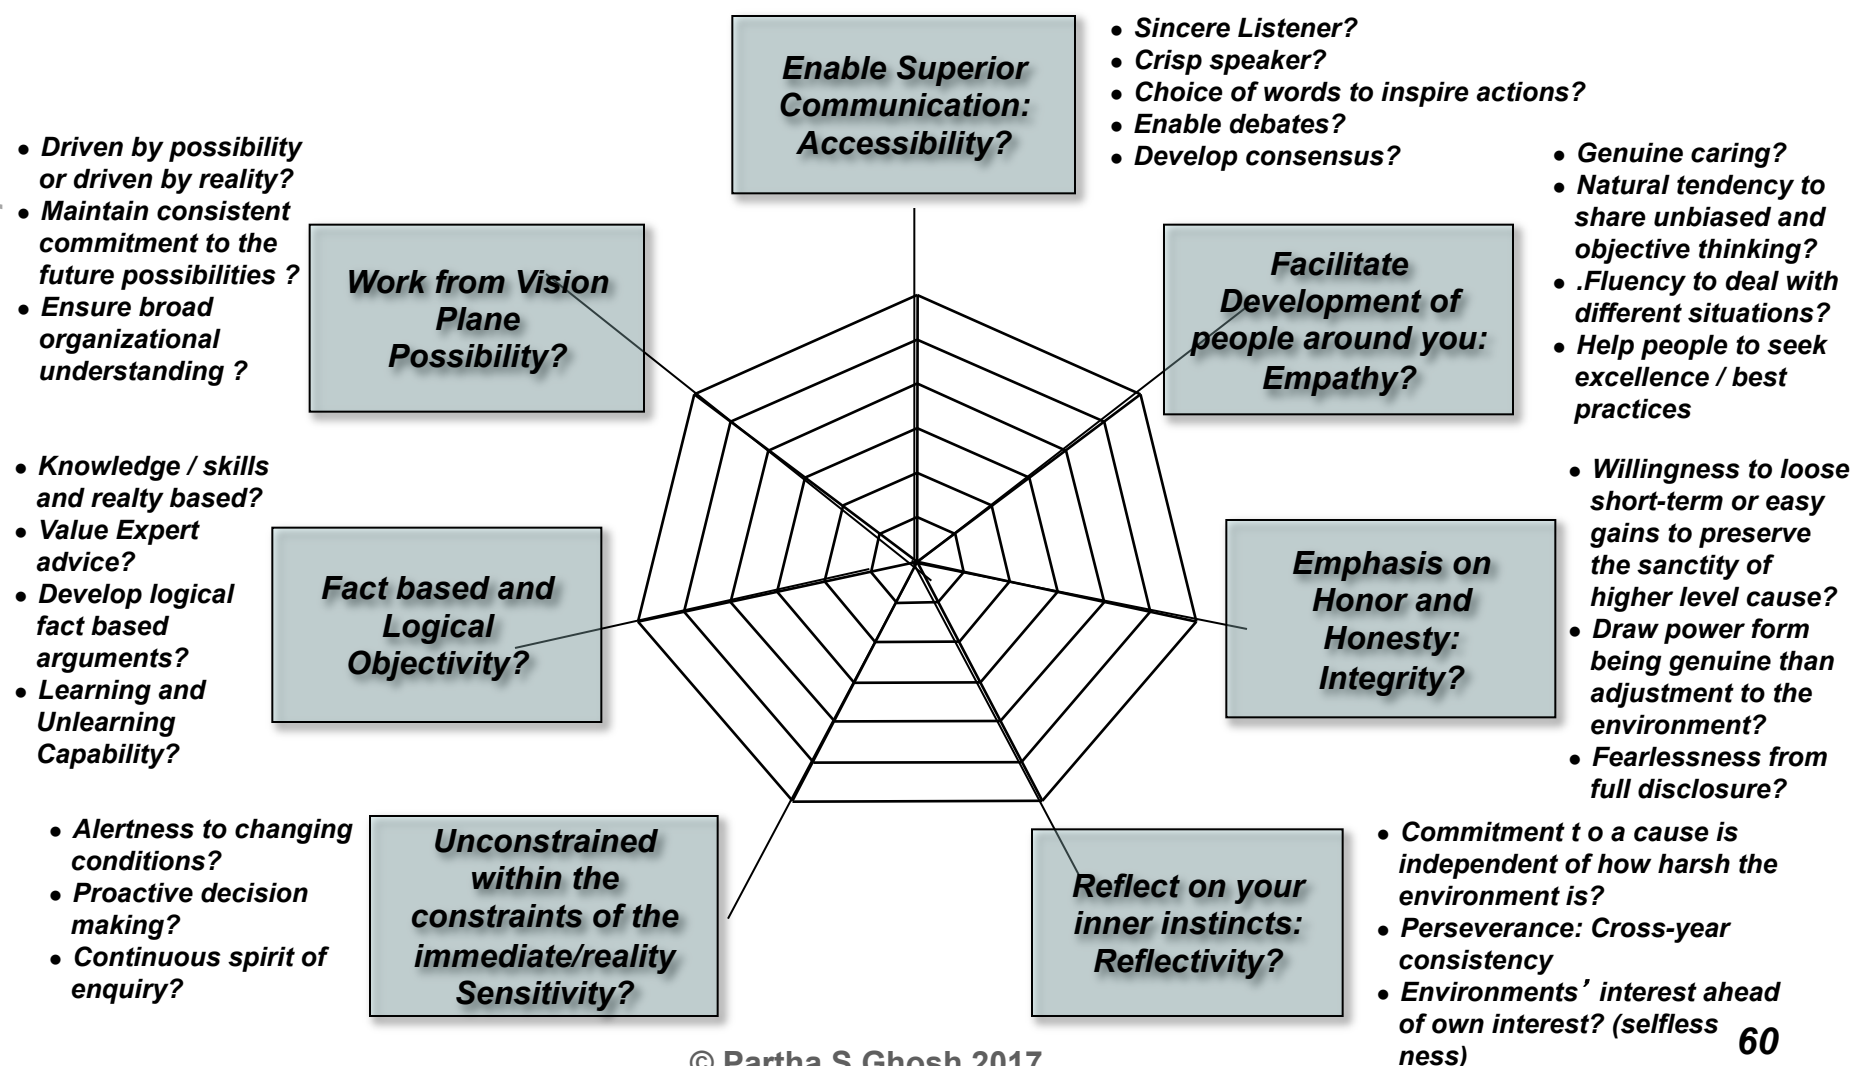 Enable Superior
Communication:
Accessibility?
● Sincere Listener?
● Crisp speaker?
● Choice of words to inspire actions?
● Enable debates?
● Develop consensus?
● Driven by possibility
or driven by reality?
● Maintain consistent
commitment to the
future possibilities ?
● Ensure broad
organizational
understanding ?
Work from Vision
Plane
Possibility?
Facilitate
Development of
people around you:
Empathy?
● Genuine caring?
● Natural tendency to
share unbiased and
objective thinking?
● .Fluency to deal with
different situations?
● Help people to seek
excellence / best
practices
● Knowledge / skills
and realty based?
● Value Expert
advice?
● Develop logical
fact based
arguments?
● Learning and
Unlearning
Capability?
Fact based and
Logical
Objectivity?
Emphasis on
Honor and
Honesty:
Integrity?
● Willingness to loose
short-term or easy
gains to preserve
the sanctity of
higher level cause?
● Draw power form
being genuine than
adjustment to the
environment?
● Fearlessness from
full disclosure?
● Alertness to changing
conditions?
● Proactive decision
making?
● Continuous spirit of
enquiry?
Unconstrained
within the
constraints of the
immediate/reality
Sensitivity?
Reflect on your
inner instincts:
Reflectivity?
● Commitment t o a cause is
independent of how harsh the
environment is?
● Perseverance: Cross-year
consistency
● Environments’ interest ahead
of own interest? (selfless
ness)
60
© Partha S Ghosh 2017